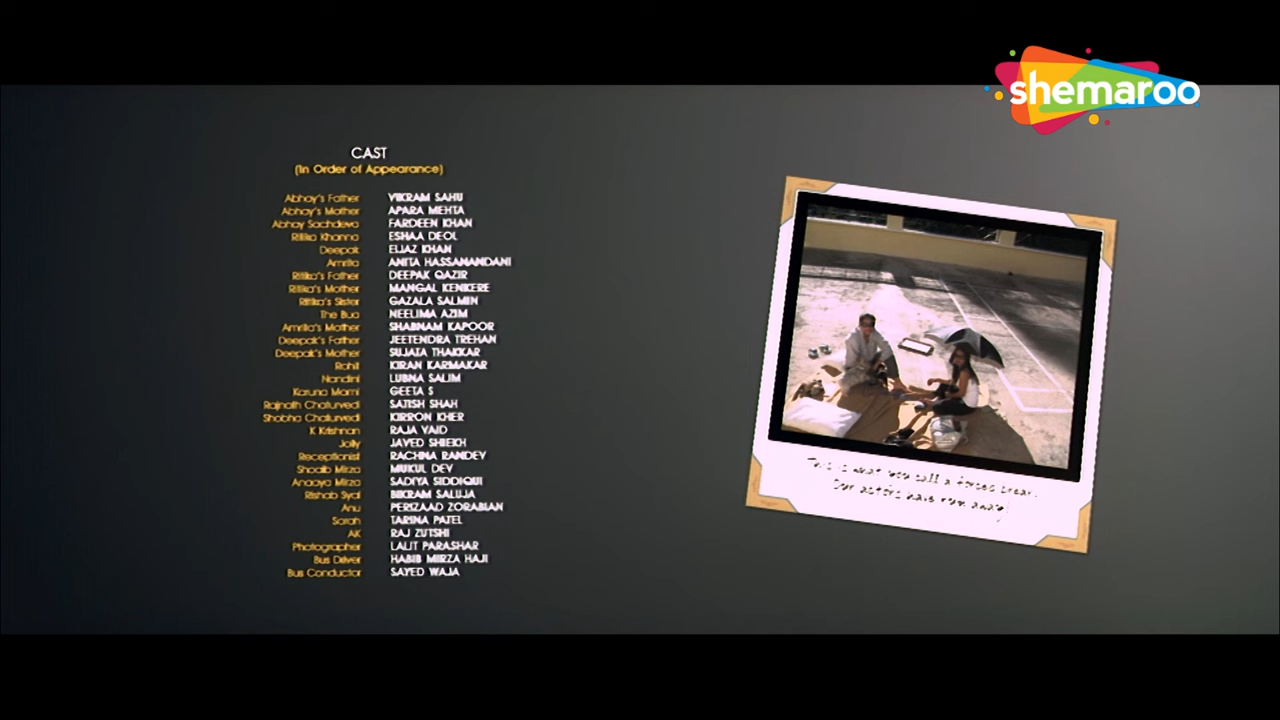 shemaroo
CAST
(In Order of Appearance)
Abhay's Father VIKRAM SAHU
Abhay's Mother APARA MEHTA
Abhay Sachdewa FARDEEN KHAN
Ritika Khanna ESHAA DEOL
Deepak EIJAZ KHAN
Amrita ANITA HASSANANDANI
Ritika's Father DEEPAK QAZIR
Ritika's Mother MANGAL KENKERE
Ritika's Sister GAZALA SALMIN
The Bua NEELIMA AZIM
Amrita's Mother SHABNAM KAPOOR
Deepak's Father JEETENDRA TREHAN
Deepak's Mother SUJATA THAKKAR
Rohit KIRAN KARMAKAR
Nandini LUBNA SALIM
Karuna Mami GEETA S
Rajnath Chaturvedi SATISH SHAH
Shobha Chaturvedi KIRRON KHER
K Krishnan RAJA VAID
Jolly JAVED SHIEKH
Receptionist RACHNA RANDEV
Shoaib Mirza MUKUL DEV
Anaaya Mirza SADIYA SIDDIQUI
Rishab Syal BIKRAM SALUJA
Anu PERIZAAD ZORABIAN
Sarah TARINA PATEL
AK RAJ ZUTSHI
Photographer LALIT PARASHAR
Bus Driver HABIB MIRZA HAJI
Bus Conductor SAYED WAJA
This is what you call a forced break.
Our actors have run away